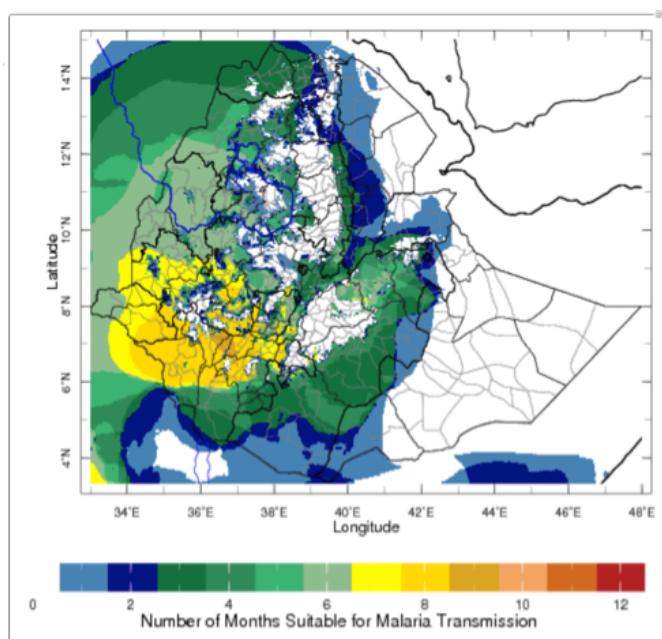 14°N
12°N
10°N
8°N
6°N
4°N
Latitude
34°E 36°E 38°E 40°E 42°E 44°E 46°E 48°E
Longitude
0 2 4 6 8 10 12
Number of Months Suitable for Malaria Transmission